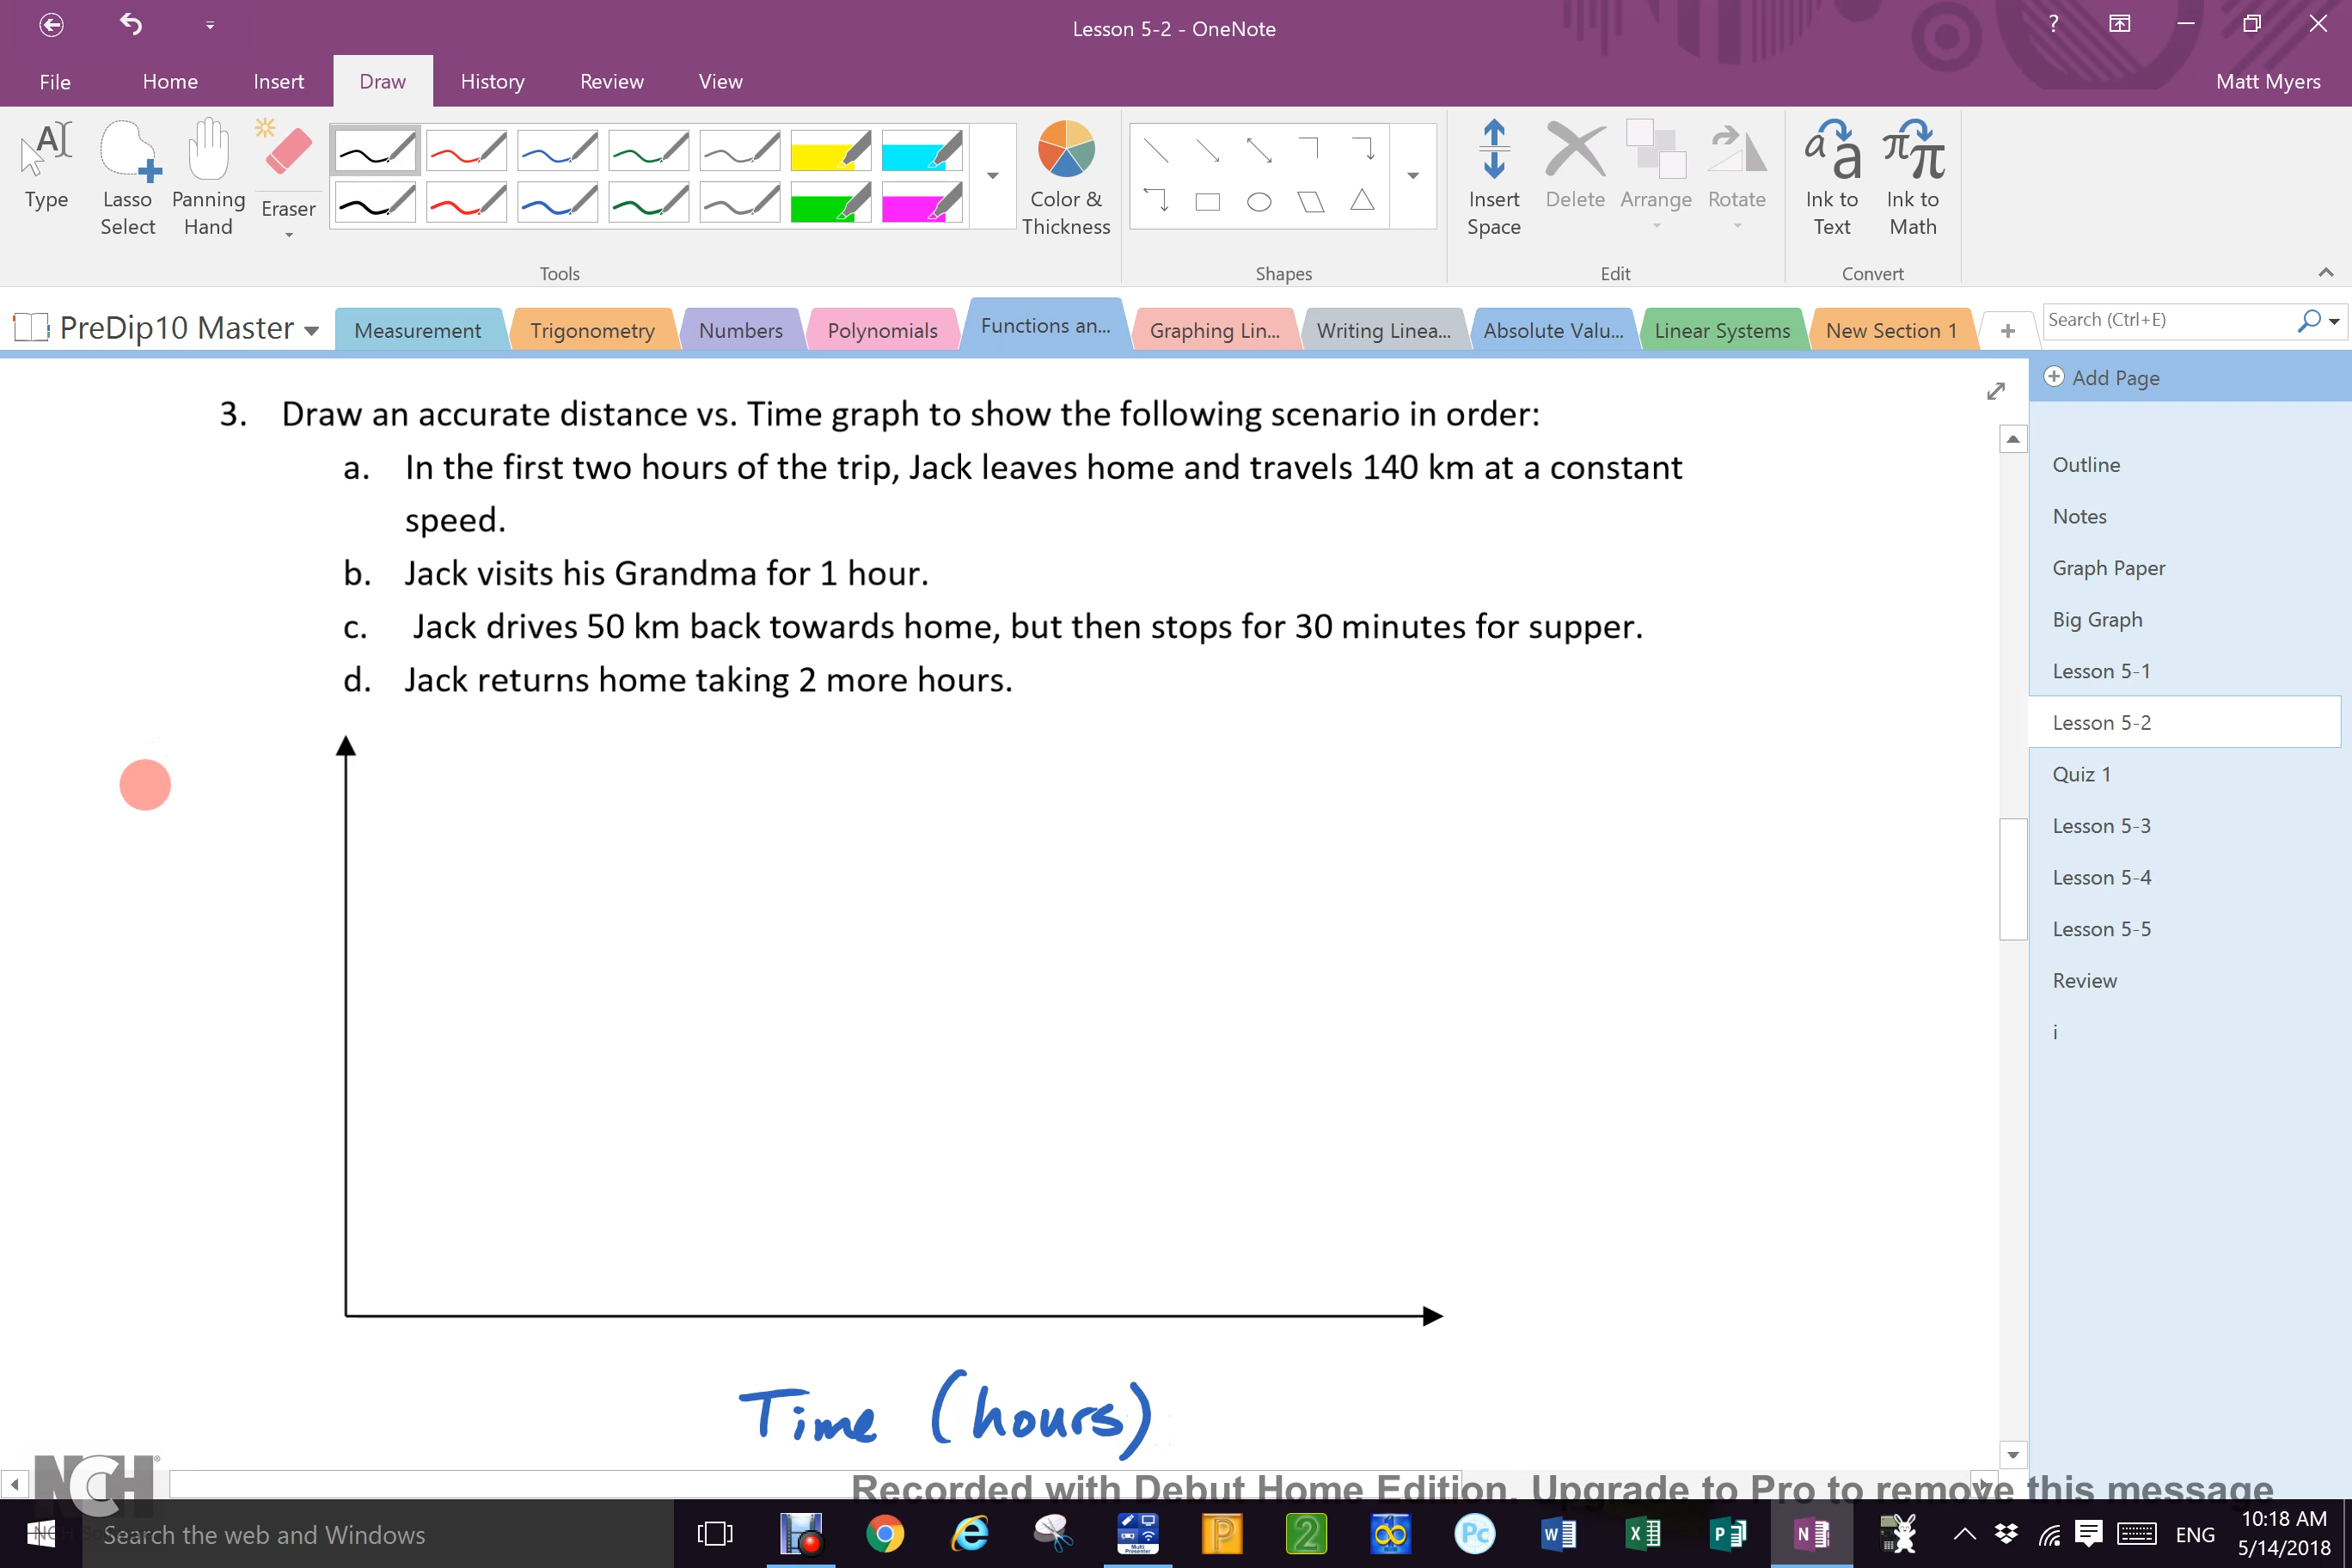 Lesson 5-2 - OneNote
?
File Home Insert Draw History Review View Matt Myers
Type
Lasso Select
Panning Hand
Eraser
Color & Thickness
Insert Space
Delete
Arrange
Rotate
Ink to Text
Ink to Math
Tools Shapes Edit Convert
PreDip10 Master Measurement Trigonometry Numbers Polynomials Functions an... Graphing Lin... Writing Linea... Absolute Valu... Linear Systems New Section 1 + Search (Ctrl+E)
Add Page
3. Draw an accurate distance vs. Time graph to show the following scenario in order:
a. In the first two hours of the trip, Jack leaves home and travels 140 km at a constant
speed.
b. Jack visits his Grandma for 1 hour.
c. Jack drives 50 km back towards home, but then stops for 30 minutes for supper.
d. Jack returns home taking 2 more hours.
Time (hours)
Outline
Notes
Graph Paper
Big Graph
Lesson 5-1
Lesson 5-2
Quiz 1
Lesson 5-3
Lesson 5-4
Lesson 5-5
Review
i
NCH
Recorded with Debut Home Edition. Upgrade to Pro to remove this message
Search the web and Windows
ENG
10:18 AM
5/14/2018